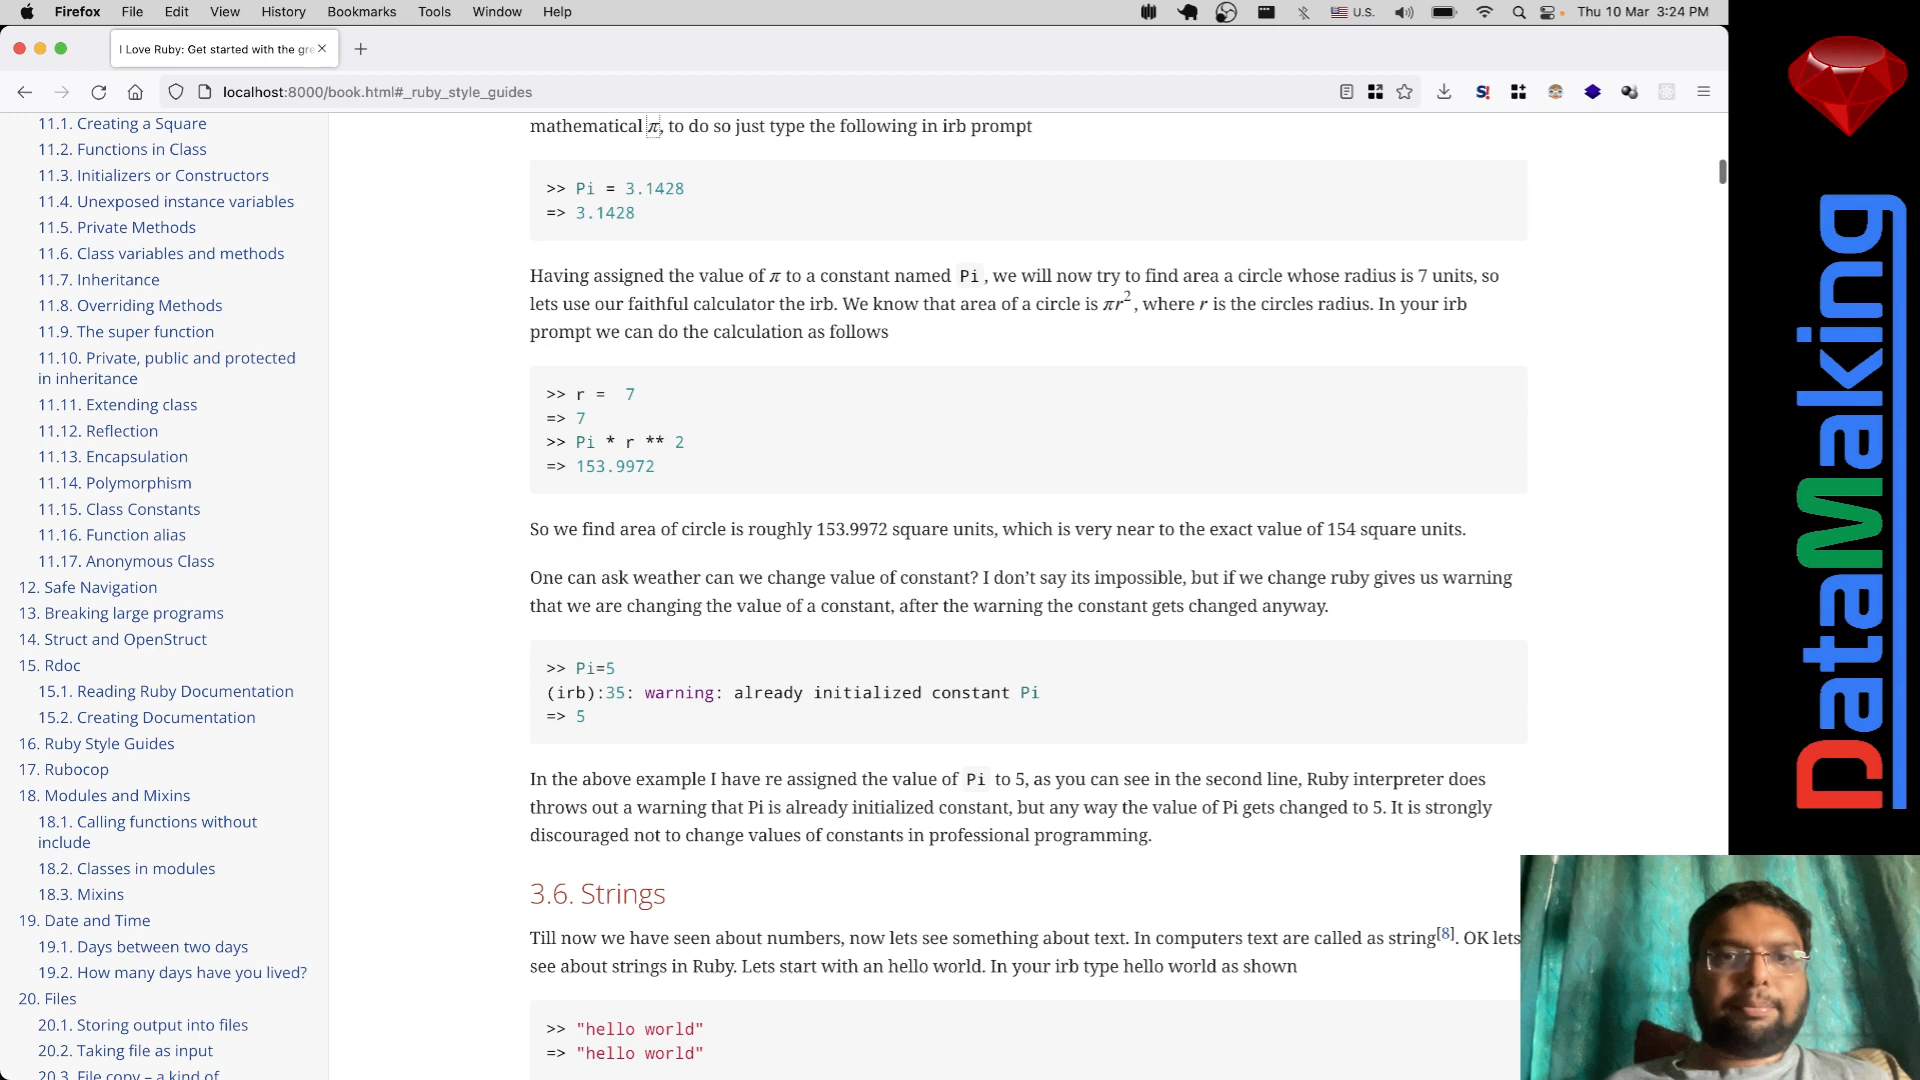 Firefox File Edit View History Bookmarks Tools Window Help U.S. Thu 10 Mar 3:24 PM
I Love Ruby: Get started with the gre
localhost:8000/book.html#_ruby_style_guides
11.1. Creating a Square
11.2. Functions in Class
11.3. Initializers or Constructors
11.4. Unexposed instance variables
11.5. Private Methods
11.6. Class variables and methods
11.7. Inheritance
11.8. Overriding Methods
11.9. The super function
11.10. Private, public and protected
in inheritance
11.11. Extending class
11.12. Reflection
11.13. Encapsulation
11.14. Polymorphism
11.15. Class Constants
11.16. Function alias
11.17. Anonymous Class
12. Safe Navigation
13. Breaking large programs
14. Struct and OpenStruct
15. Rdoc
15.1. Reading Ruby Documentation
15.2. Creating Documentation
16. Ruby Style Guides
17. Rubocop
18. Modules and Mixins
18.1. Calling functions without
include
18.2. Classes in modules
18.3. Mixins
19. Date and Time
19.1. Days between two days
19.2. How many days have you lived?
20. Files
20.1. Storing output into files
20.2. Taking file as input
20.3. File copy – a kind of
mathematical π, to do so just type the following in irb prompt
>> Pi = 3.1428
=> 3.1428
Having assigned the value of π to a constant named Pi, we will now try to find area a circle whose radius is 7 units, so
lets use our faithful calculator the irb. We know that area of a circle is πr², where r is the circles radius. In your irb
prompt we can do the calculation as follows
>> r =  7
=> 7
>> Pi * r ** 2
=> 153.9972
So we find area of circle is roughly 153.9972 square units, which is very near to the exact value of 154 square units.
One can ask weather can we change value of constant? I don’t say its impossible, but if we change ruby gives us warning
that we are changing the value of a constant, after the warning the constant gets changed anyway.
>> Pi=5
(irb):35: warning: already initialized constant Pi
=> 5
In the above example I have re assigned the value of Pi to 5, as you can see in the second line, Ruby interpreter does
throws out a warning that Pi is already initialized constant, but any way the value of Pi gets changed to 5. It is strongly
discouraged not to change values of constants in professional programming.
3.6. Strings
Till now we have seen about numbers, now lets see something about text. In computers text are called as string[8]. OK lets
see about strings in Ruby. Lets start with an hello world. In your irb type hello world as shown
>> "hello world"
=> "hello world"
DataMaking